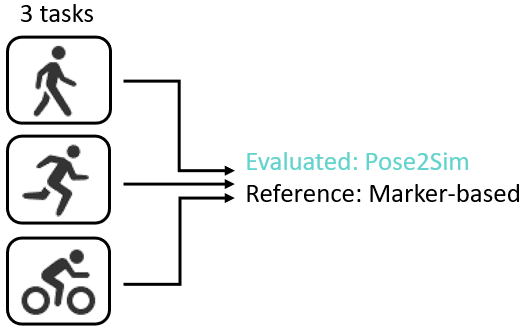 3 tasks
Evaluated: Pose2Sim
Reference: Marker-based